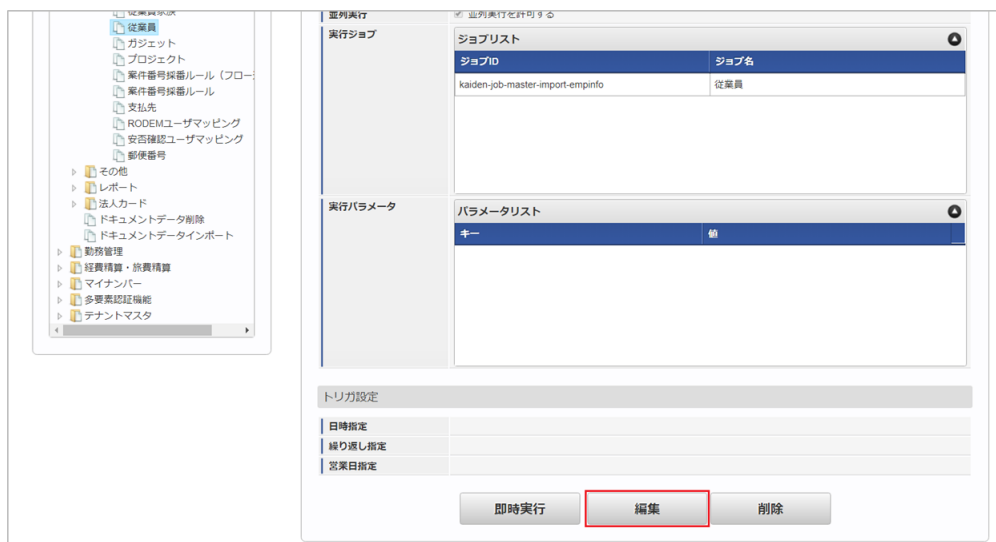 従業員家族
従業員
ガジェット
プロジェクト
案件番号採番ルール（フロー
案件番号採番ルール
支払先
RODEMユーザマッピング
安否確認ユーザマッピング
郵便番号
その他
レポート
法人カード
ドキュメントデータ削除
ドキュメントデータインポート
勤務管理
経費精算・旅費精算
マイナンバー
多要素認証機能
テナントマスタ
並列実行
並列実行を許可する
実行ジョブ
ジョブリスト
ジョブID ジョブ名
kaiden-job-master-import-empinfo 従業員
実行パラメータ
パラメータリスト
キー 値
トリガ設定
日時指定
繰り返し指定
営業日指定
即時実行 編集 削除